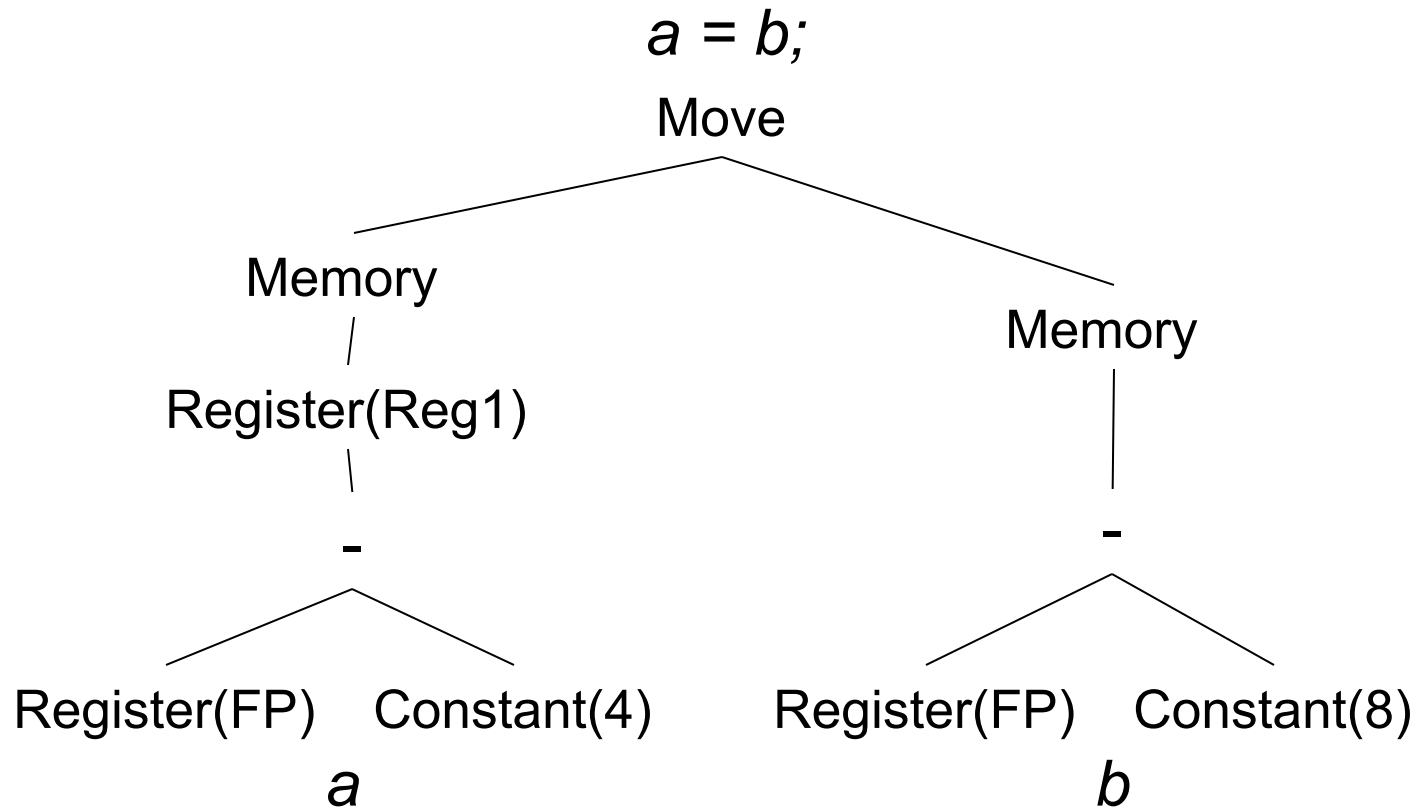 a = b;
Move
Memory
Memory
Register(Reg1)
-
-
Register(FP) Constant(4) Register(FP) Constant(8)
a b